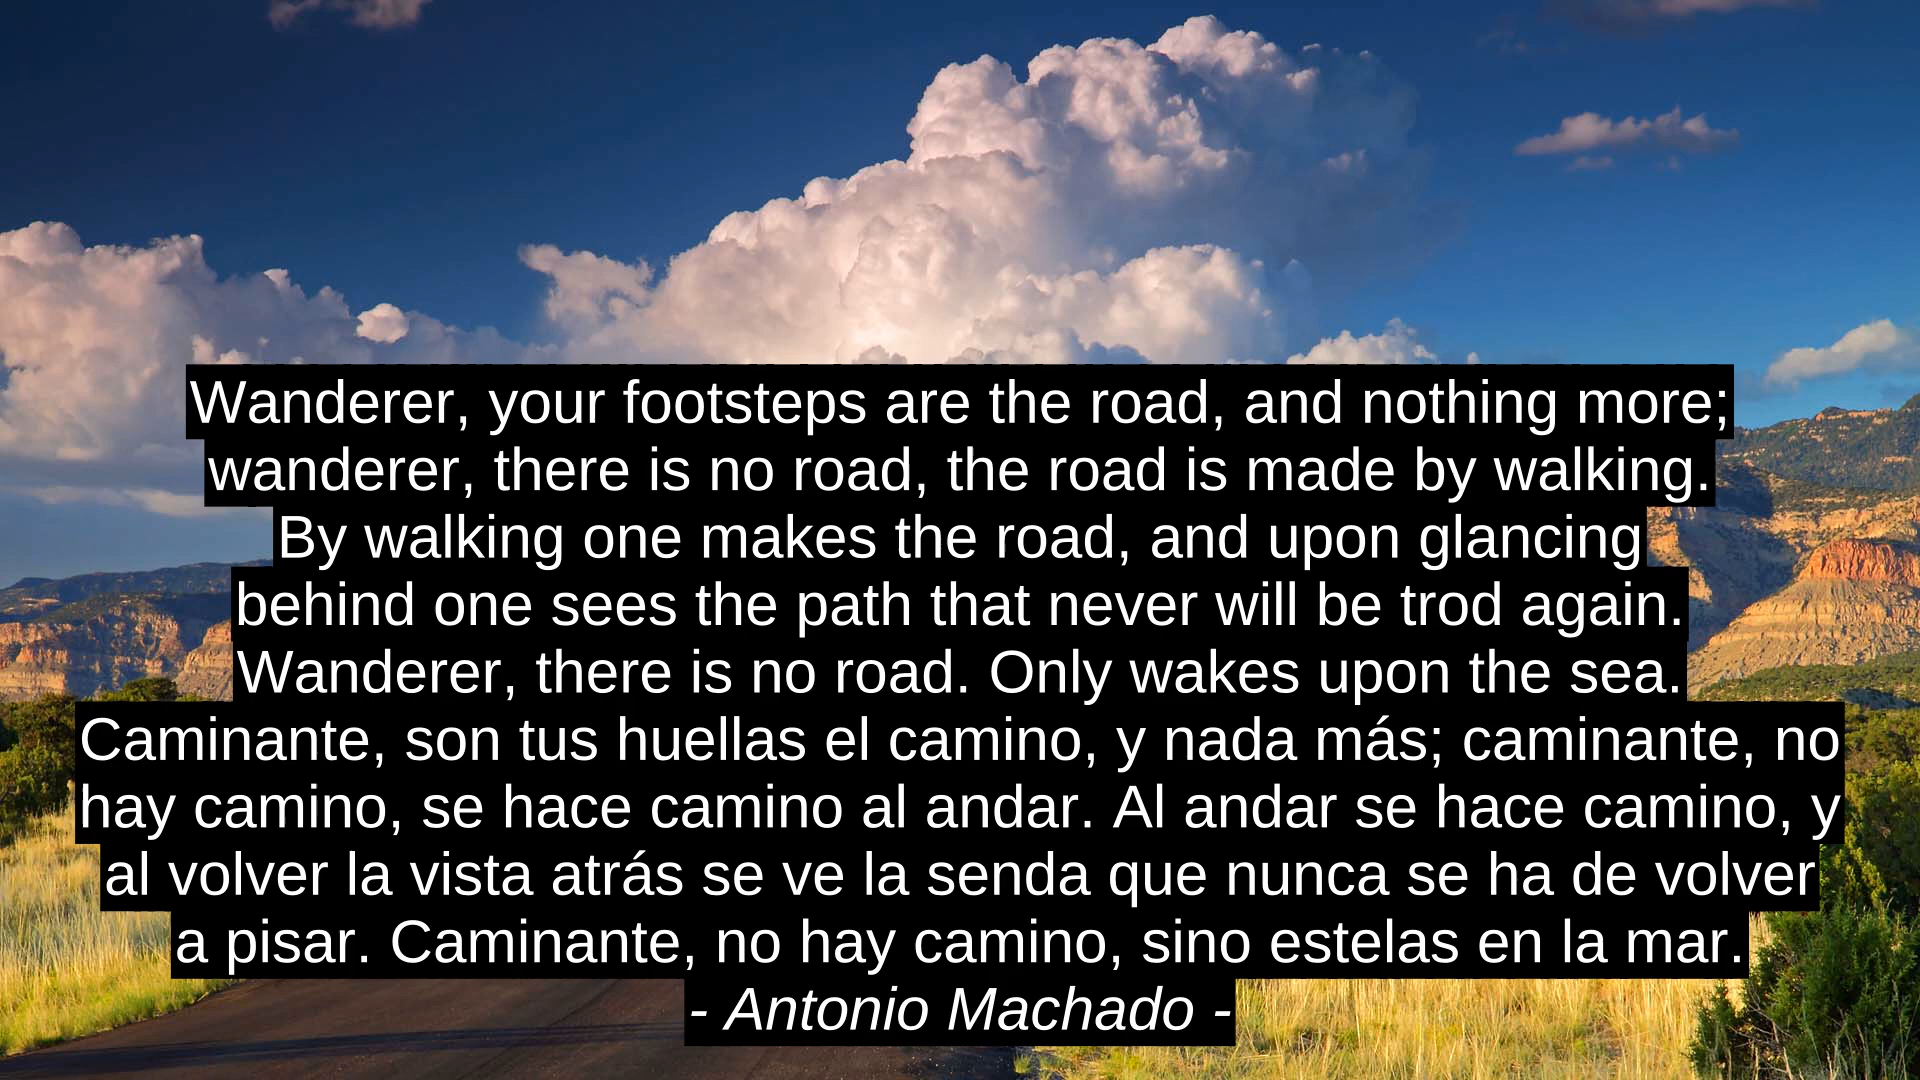 Wanderer, your footsteps are the road, and nothing more;
wanderer, there is no road, the road is made by walking.
By walking one makes the road, and upon glancing
behind one sees the path that never will be trod again.
Wanderer, there is no road. Only wakes upon the sea.
Caminante, son tus huellas el camino, y nada más; caminante, no
hay camino, se hace camino al andar. Al andar se hace camino, y
al volver la vista atrás se ve la senda que nunca se ha de volver
a pisar. Caminante, no hay camino, sino estelas en la mar.
- Antonio Machado -